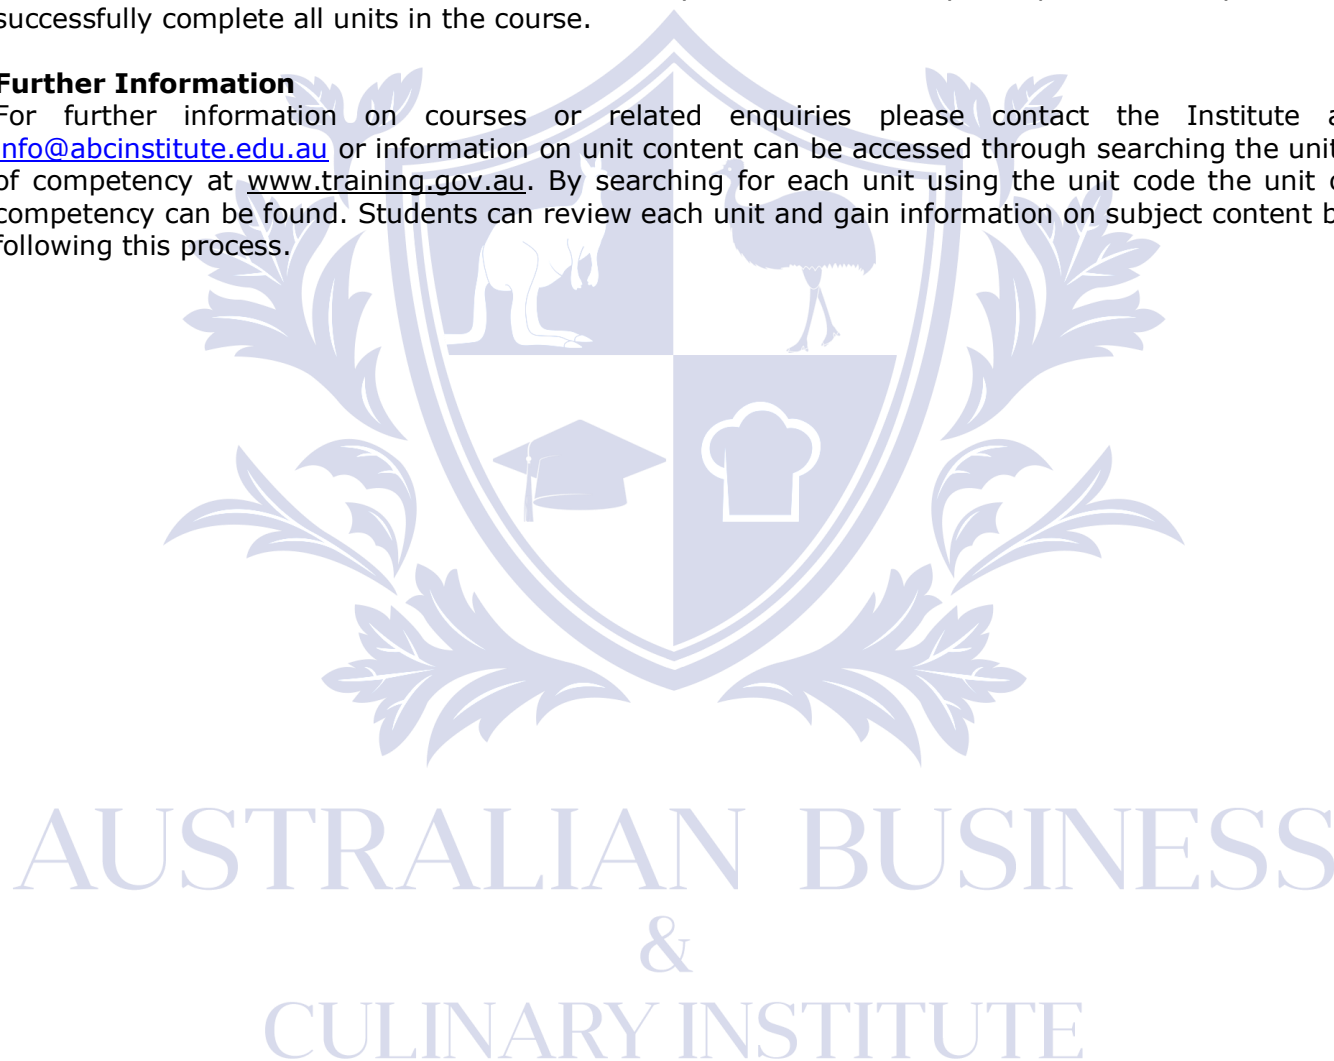 successfully complete all units in the course.
Further Information
For further information on courses or related enquiries please contact the Institute a
info@abcinstitute.edu.au or information on unit content can be accessed through searching the unit
of competency at www.training.gov.au. By searching for each unit using the unit code the unit o
competency can be found. Students can review each unit and gain information on subject content b
following this process.
AUSTRALIAN BUSINESS
&
CULINARY INSTITUTE